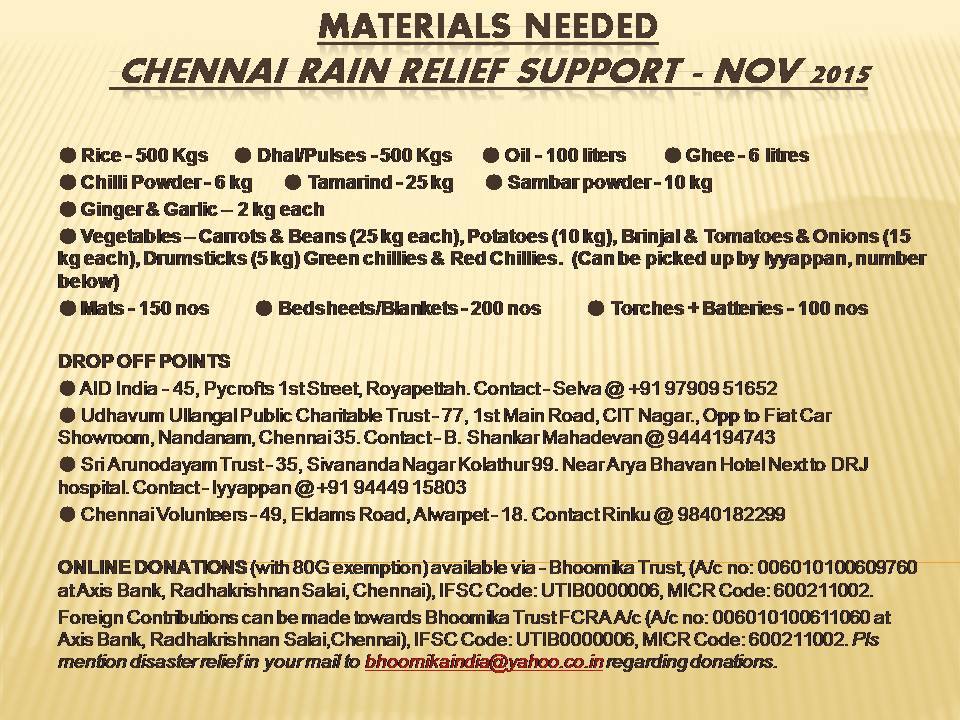 MATERIALS NEEDED
CHENNAI RAIN RELIEF SUPPORT - NOV 2015
● Rice - 500 Kgs ● Dhal/Pulses - 500 Kgs ● Oil - 100 liters ● Ghee - 6 litres
● Chilli Powder - 6 kg ● Tamarind - 25 kg ● Sambar powder - 10 kg
● Ginger & Garlic – 2 kg each
● Vegetables – Carrots & Beans (25 kg each), Potatoes (10 kg), Brinjal & Tomatoes & Onions (15
kg each), Drumsticks (5 kg) Green chillies & Red Chillies. (Can be picked up by Iyyappan, number
below)
● Mats - 150 nos ● Bedsheets/Blankets - 200 nos ● Torches + Batteries - 100 nos
DROP OFF POINTS
● AID India - 45, Pycrofts 1st Street, Royapettah. Contact - Selva @ +91 97909 51652
● Udhavum Ullangal Public Charitable Trust - 77, 1st Main Road, CIT Nagar., Opp to Fiat Car
Showroom, Nandanam, Chennai 35. Contact - B. Shankar Mahadevan @ 9444194743
● Sri Arunodayam Trust - 35, Sivananda Nagar Kolathur 99. Near Arya Bhavan Hotel Next to DRJ
hospital. Contact - Iyyappan @ +91 94449 15803
● Chennai Volunteers - 49, Eldams Road, Alwarpet - 18. Contact Rinku @ 9840182299
ONLINE DONATIONS (with 80G exemption) available via - Bhoomika Trust, (A/c no: 006010100609760
at Axis Bank, Radhakrishnan Salai, Chennai), IFSC Code: UTIB0000006, MICR Code: 600211002.
Foreign Contributions can be made towards Bhoomika Trust FCRA A/c (A/c no: 006010100611060 at
Axis Bank, Radhakrishnan Salai,Chennai), IFSC Code: UTIB0000006, MICR Code: 600211002. Pls
mention disaster relief in your mail to bhoomikaindia@yahoo.co.in regarding donations.